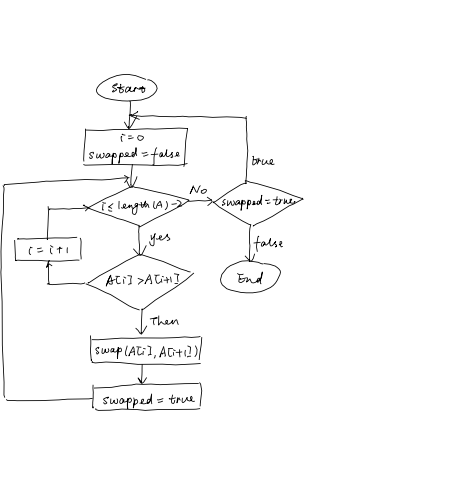 Start
i = 0
swapped = false
true
No
i ≤ length(A) - 2
swapped = true
yes
false
i = i + 1
End
A[i] > A[i+1]
Then
swap(A[i], A[i+1])
swapped = true